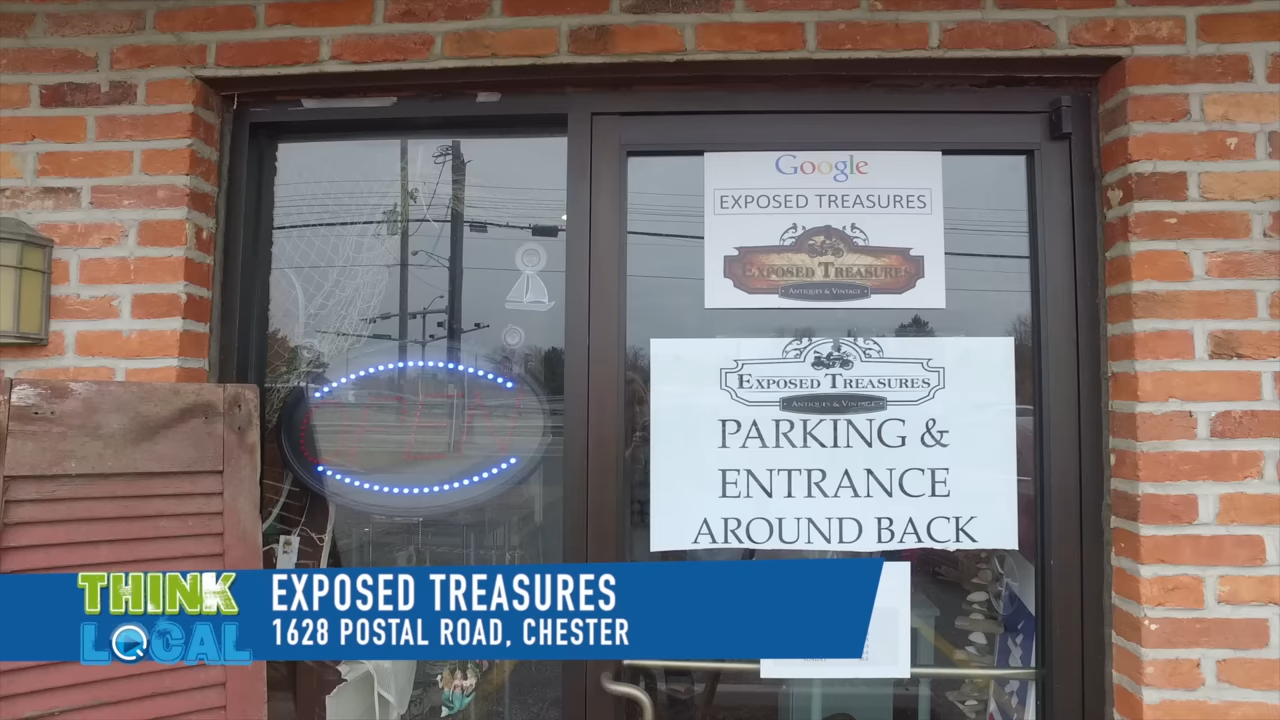 Google
EXPOSED TREASURES
EXPOSED TREASURES
ANTIQUES & VINTAGE
EXPOSED TREASURES
ANTIQUES & VINTAGE
PARKING &
ENTRANCE
AROUND BACK
OPEN
THINK
LOCAL
EXPOSED TREASURES
1628 POSTAL ROAD, CHESTER